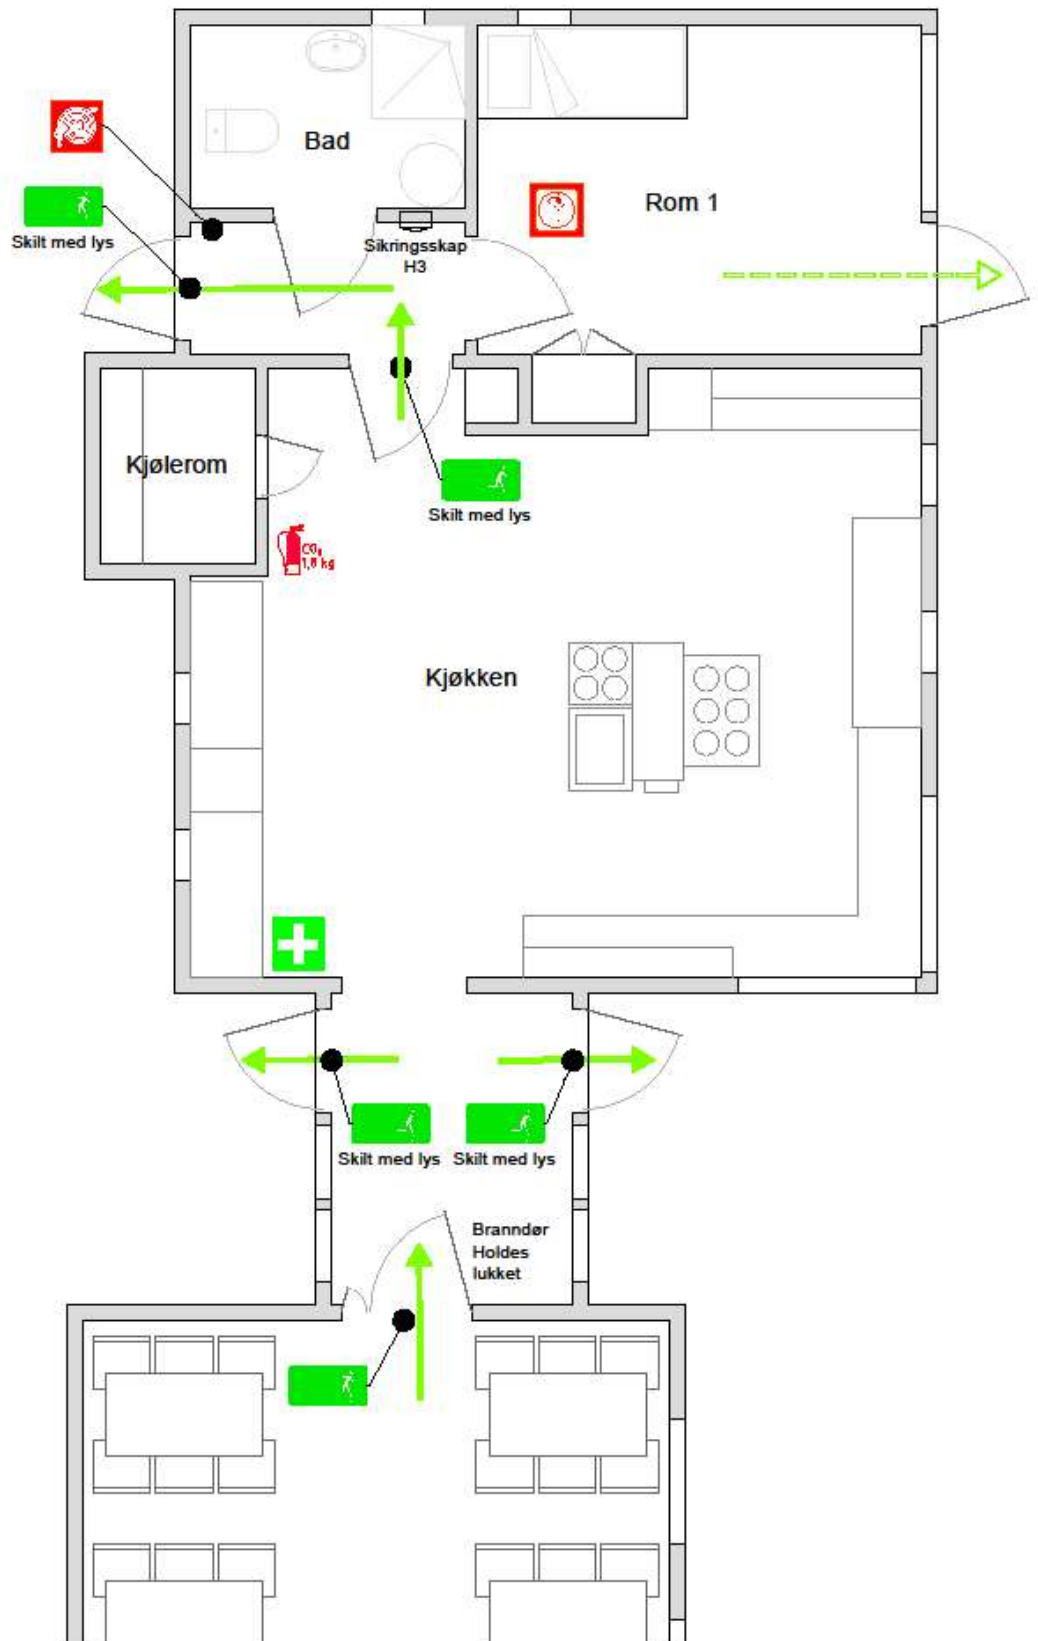 Bad
Rom 1
Skilt med lys
Sikringsskap
H3
Kjølerom
Skilt med lys
CO₂
1,8 kg
Kjøkken
Skilt med lys
Skilt med lys
Branndør
Holdes
lukket